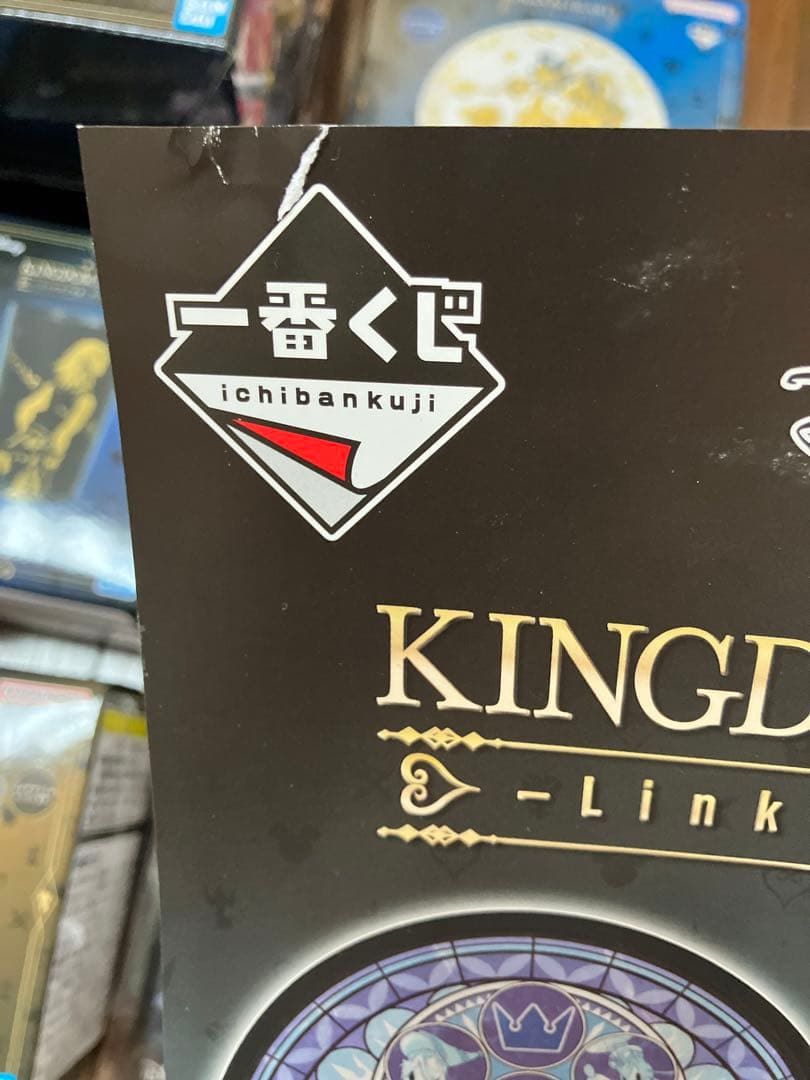 一番くじ
ichibankuji
KINGD
-Link